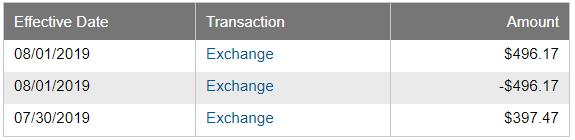 Effective Date Transaction Amount
08/01/2019 Exchange $496.17
08/01/2019 Exchange -$496.17
07/30/2019 Exchange $397.47